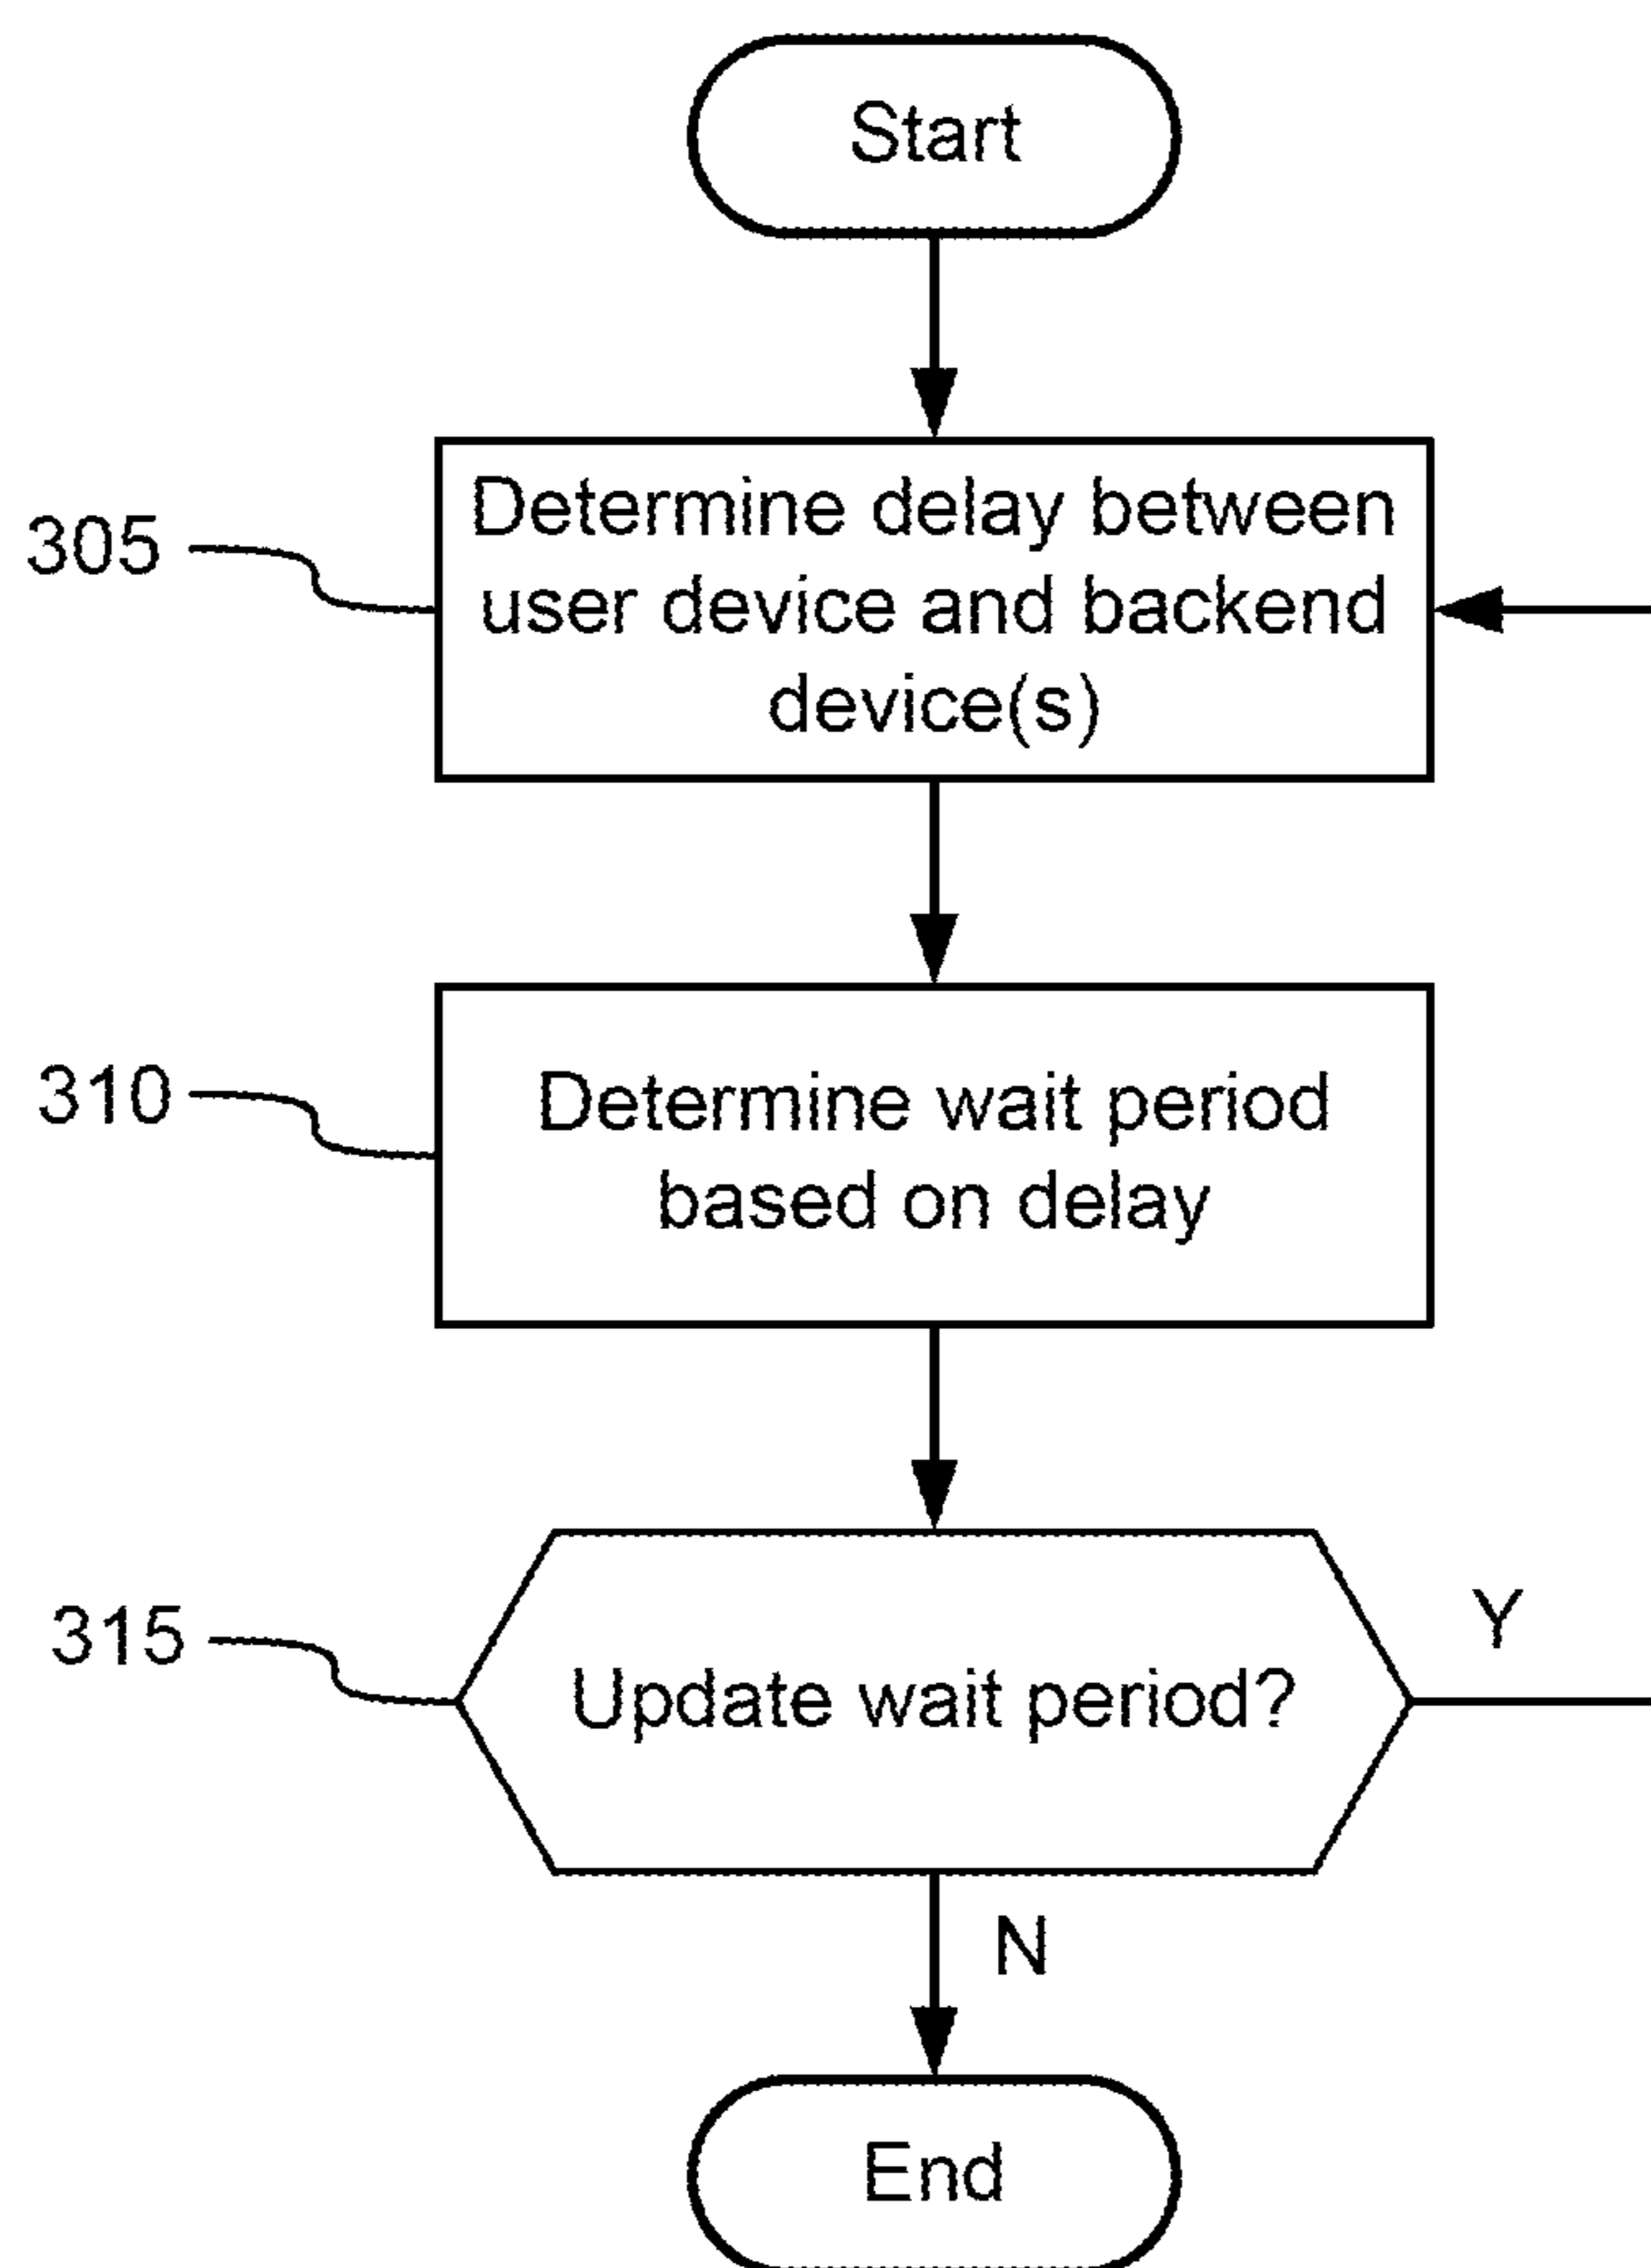 Start
305
Determine delay between
user device and backend
device(s)
310
Determine wait period
based on delay
315
Update wait period?
Y
N
End